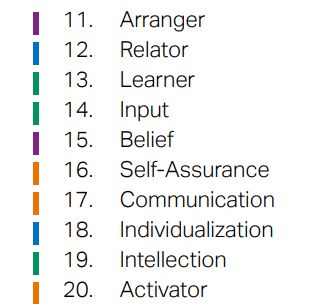 11. Arranger
12. Relator
13. Learner
14. Input
15. Belief
16. Self-Assurance
17. Communication
18. Individualization
19. Intellection
20. Activator